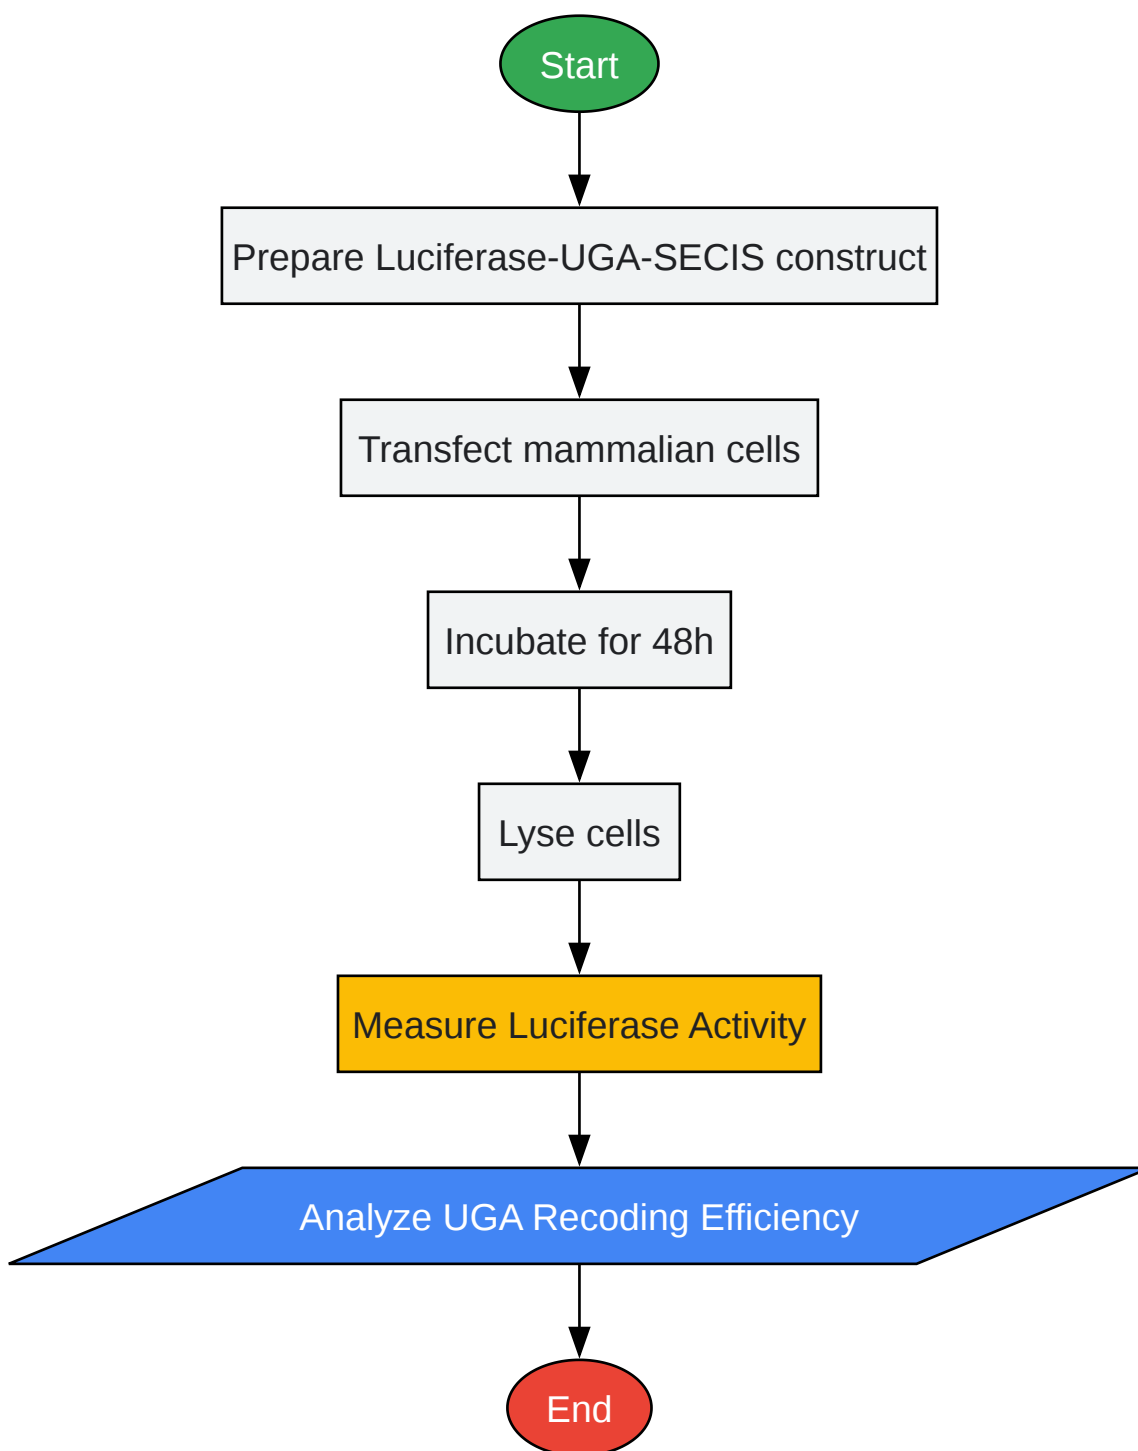 Start
Prepare Luciferase-UGA-SECIS construct
Transfect mammalian cells
Incubate for 48h
Lyse cells
Measure Luciferase Activity
Analyze UGA Recoding Efficiency
End